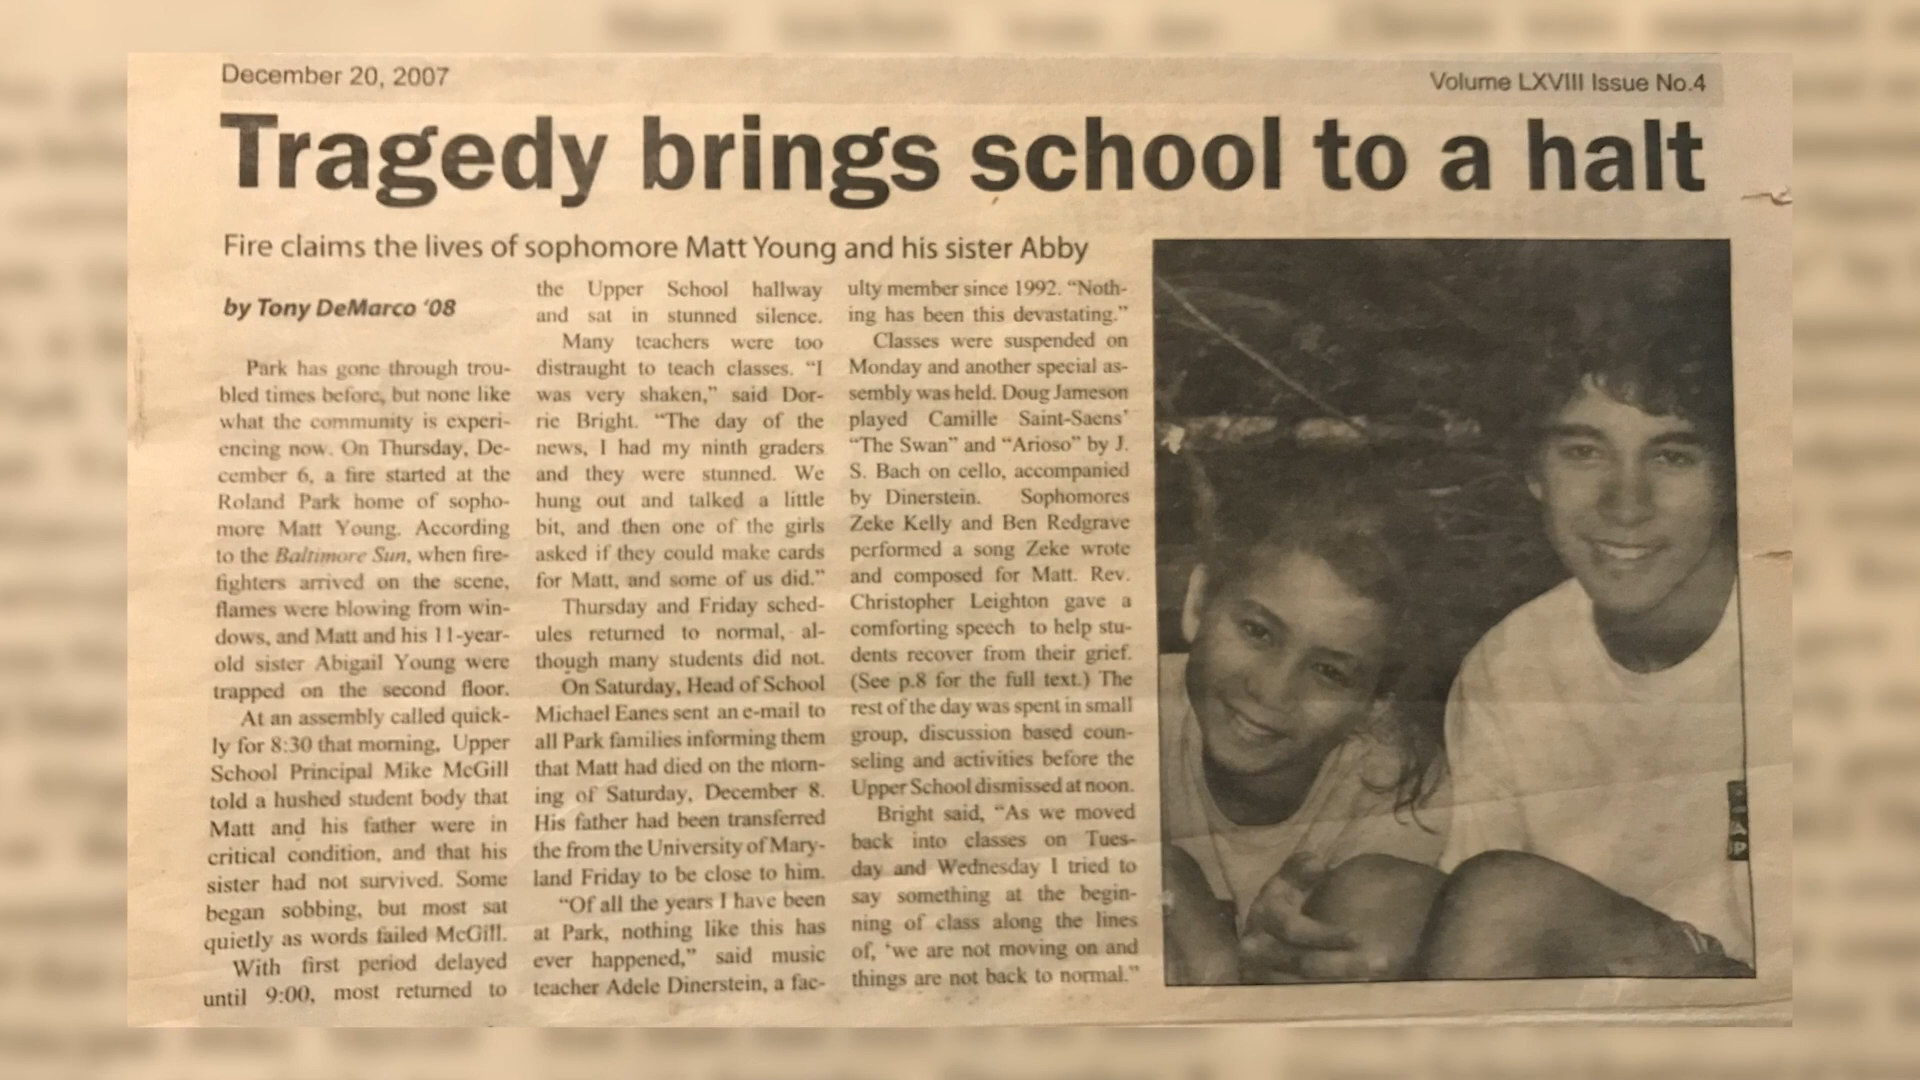 December 20, 2007
Volume LXVIII Issue No.4
Tragedy brings school to a halt
Fire claims the lives of sophomore Matt Young and his sister Abby
by Tony DeMarco ‘08
Park has gone through trou-
bled times before, but none like
what the community is experi-
encing now. On Thursday, De-
cember 6, a fire started at the
Roland Park home of sopho-
more Matt Young. According
to the Baltimore Sun, when fire-
fighters arrived on the scene,
flames were blowing from win-
dows, and Matt and his 11-year-
old sister Abigail Young were
trapped on the second floor.
At an assembly called quick-
ly for 8:30 that morning, Upper
School Principal Mike McGill
told a hushed student body that
Matt and his father were in
critical condition, and that his
sister had not survived. Some
began sobbing, but most sat
quietly as words failed McGill.
With first period delayed
until 9:00, most returned to
the Upper School hallway
and sat in stunned silence.
Many teachers were too
distraught to teach classes. “I
was very shaken,” said Dor-
rie Bright. “The day of the
news, I had my ninth graders
and they were stunned. We
hung out and talked a little
bit, and then one of the girls
asked if they could make cards
for Matt, and some of us did.”
Thursday and Friday sched-
ules returned to normal, al-
though many students did not.
On Saturday, Head of School
Michael Eanes sent an e-mail to
all Park families informing them
that Matt had died on the morn-
ing of Saturday, December 8.
His father had been transferred
the from the University of Mary-
land Friday to be close to him.
“Of all the years I have been
at Park, nothing like this has
ever happened,” said music
teacher Adele Dinerstein, a fac-
ulty member since 1992. “Noth-
ing has been this devastating.”
Classes were suspended on
Monday and another special as-
sembly was held. Doug Jameson
played Camille Saint-Saens’
“The Swan” and “Arioso” by J.
S. Bach on cello, accompanied
by Dinerstein. Sophomores
Zeke Kelly and Ben Redgrave
performed a song Zeke wrote
and composed for Matt. Rev.
Christopher Leighton gave a
comforting speech to help stu-
dents recover from their grief.
(See p.8 for the full text.) The
rest of the day was spent in small
group, discussion based coun-
seling and activities before the
Upper School dismissed at noon.
Bright said, “As we moved
back into classes on Tues-
day and Wednesday I tried to
say something at the begin-
ning of class along the lines
of, ‘we are not moving on and
things are not back to normal.”